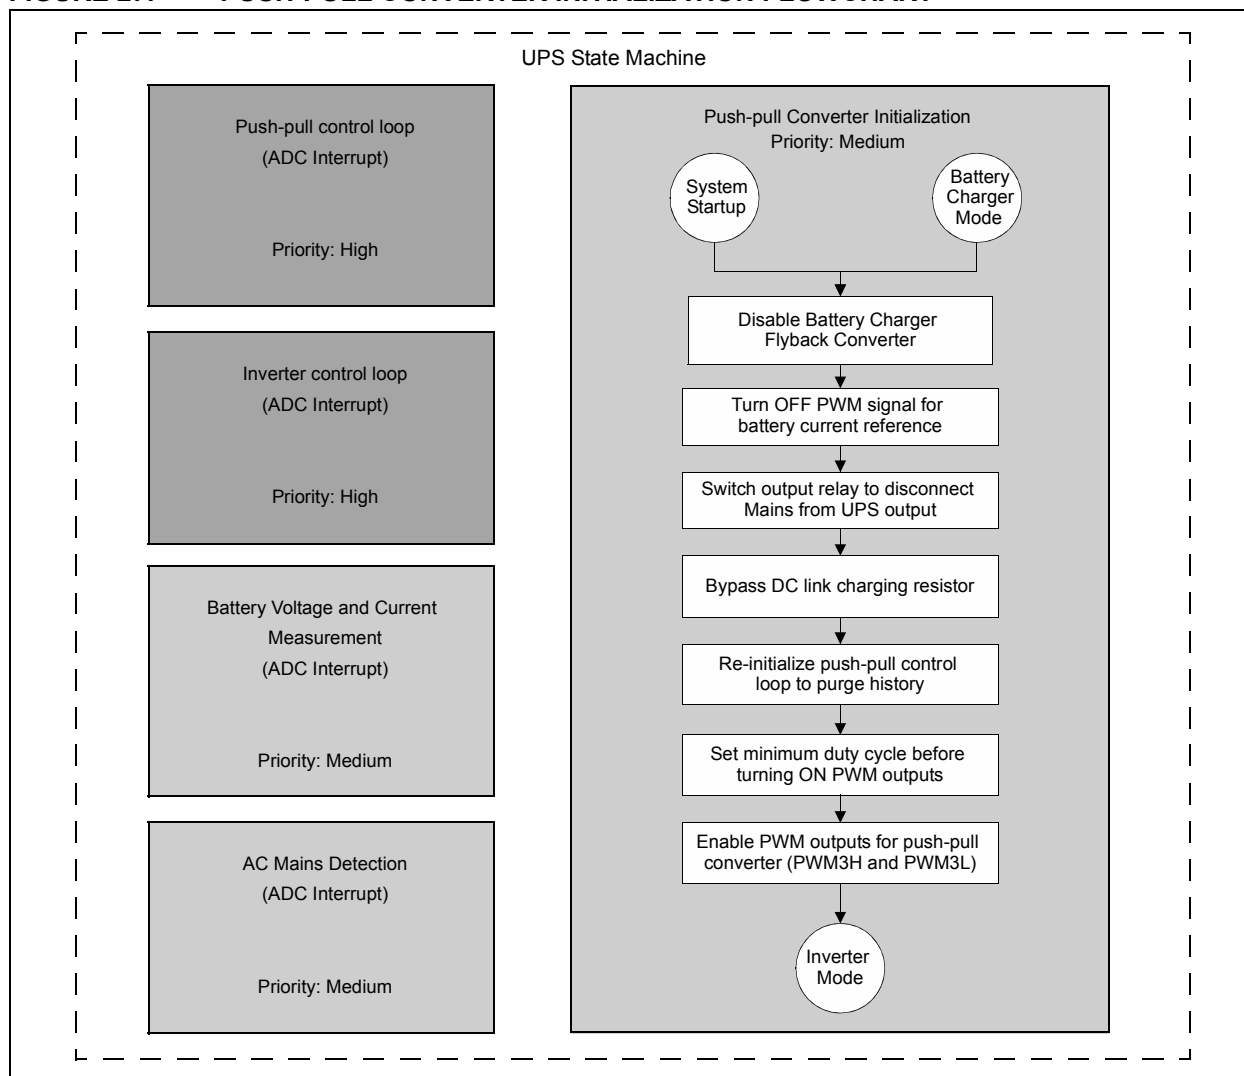 UPS State Machine
Push-pull control loop
(ADC Interrupt)
Priority: High
Inverter control loop
(ADC Interrupt)
Priority: High
Battery Voltage and Current
Measurement
(ADC Interrupt)
Priority: Medium
AC Mains Detection
(ADC Interrupt)
Priority: Medium
Push-pull Converter Initialization
Priority: Medium
System
Startup
Battery
Charger
Mode
Disable Battery Charger
Flyback Converter
Turn OFF PWM signal for
battery current reference
Switch output relay to disconnect
Mains from UPS output
Bypass DC link charging resistor
Re-initialize push-pull control
loop to purge history
Set minimum duty cycle before
turning ON PWM outputs
Enable PWM outputs for push-pull
converter (PWM3H and PWM3L)
Inverter
Mode